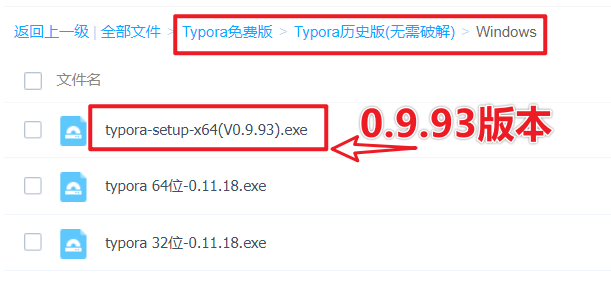 返回上一级 | 全部文件 > Typora免费版 > Typora历史版(无需破解) > Windows
文件名
typora-setup-x64(V0.9.93).exe
0.9.93版本
typora 64位-0.11.18.exe
typora 32位-0.11.18.exe